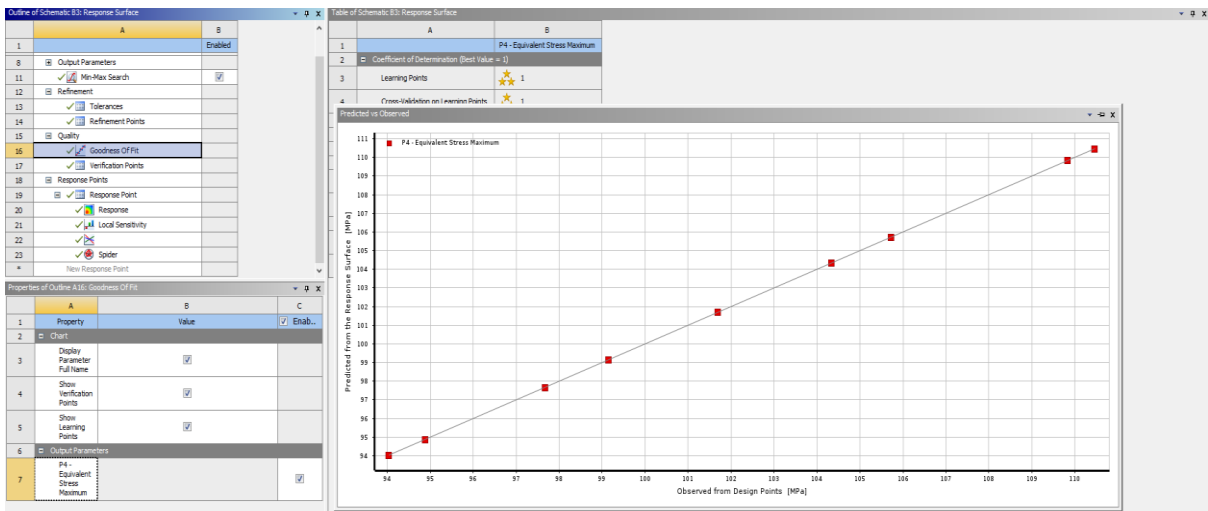 Outline of Schematic B3: Response Surface
A B
1 Enabled
8 Output Parameters
11 Min-Max Search
12 Refinement
13 Tolerances
14 Refinement Points
15 Quality
16 Goodness Of Fit
17 Verification Points
18 Response Points
19 Response Point
20 Response
21 Local Sensitivity
22
23 Spider
* New Response Point
Properties of Outline A16: Goodness Of Fit
A B C
1 Property Value Enab..
2 Chart
3 Display Parameter Full Name
4 Show Verification Points
5 Show Learning Points
6 Output Parameters
7 P4 - Equivalent Stress Maximum
Table of Schematic B3: Response Surface
A B
1 P4 - Equivalent Stress Maximum
2 Coefficient of Determination (Best Value = 1)
3 Learning Points 1
4 Cross-Validation on Learning Points 1
Predicted vs Observed
P4 - Equivalent Stress Maximum
Predicted from the Response Surface [MPa]
111
110
109
108
107
106
105
104
103
102
101
100
99
98
97
96
95
94
94 95 96 97 98 99 100 101 102 103 104 105 106 107 108 109 110
Observed from Design Points [MPa]